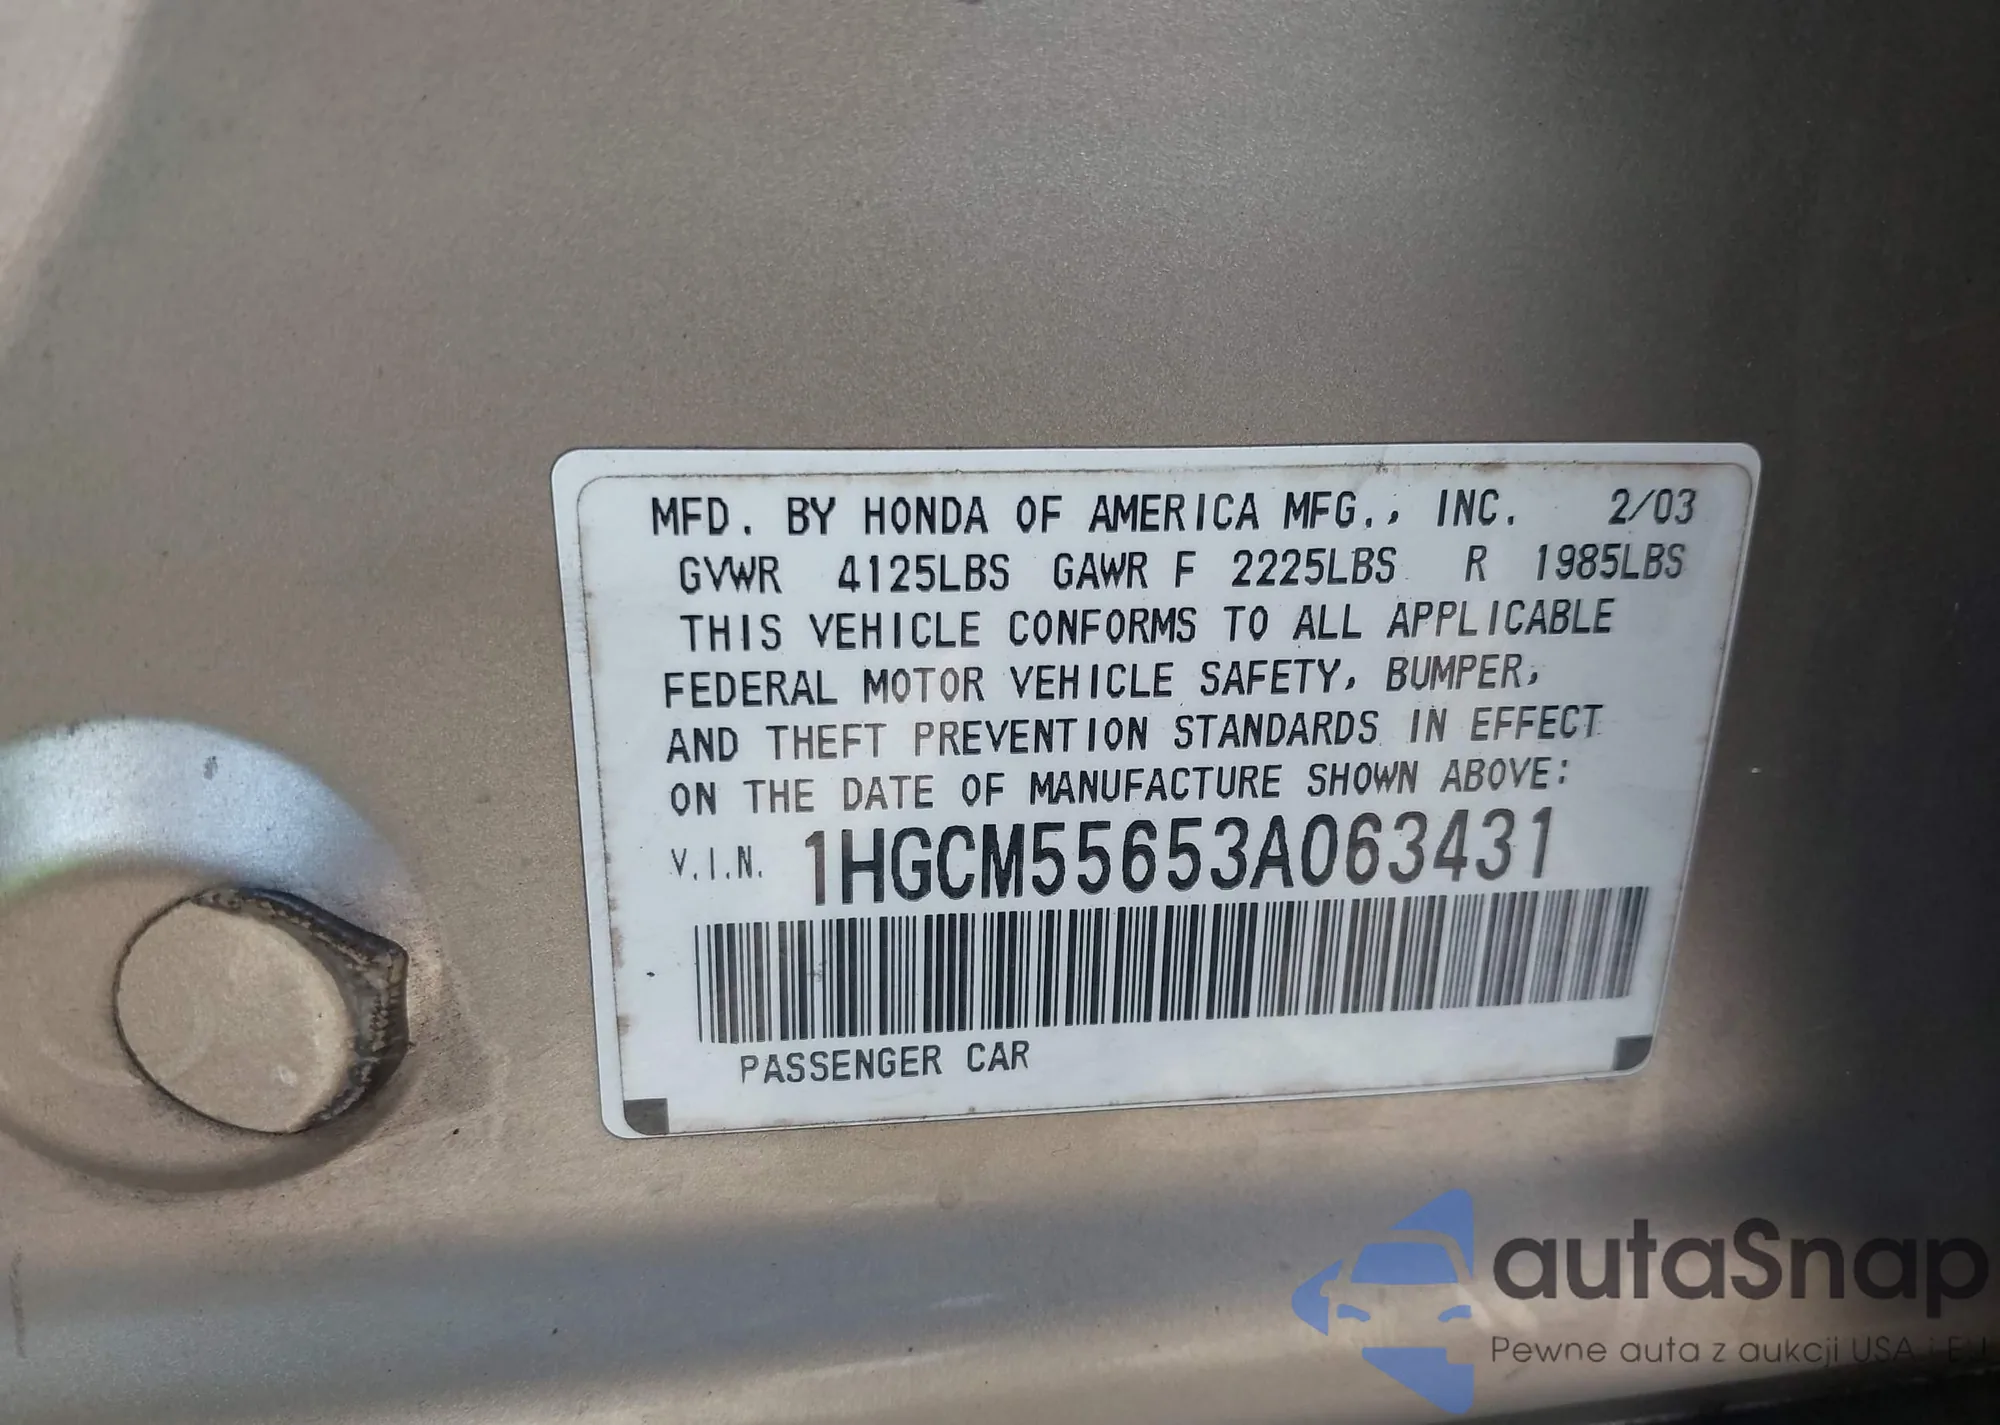 MFD. BY HONDA OF AMERICA MFG., INC. 2/03
GVWR 4125LBS GAWR F 2225LBS R 1985LBS
THIS VEHICLE CONFORMS TO ALL APPLICABLE
FEDERAL MOTOR VEHICLE SAFETY, BUMPER,
AND THEFT PREVENTION STANDARDS IN EFFECT
ON THE DATE OF MANUFACTURE SHOWN ABOVE:
V.I.N. 1HGCM55653A063431
PASSENGER CAR
autaSnap
Pewne auta z aukcji USA i EU